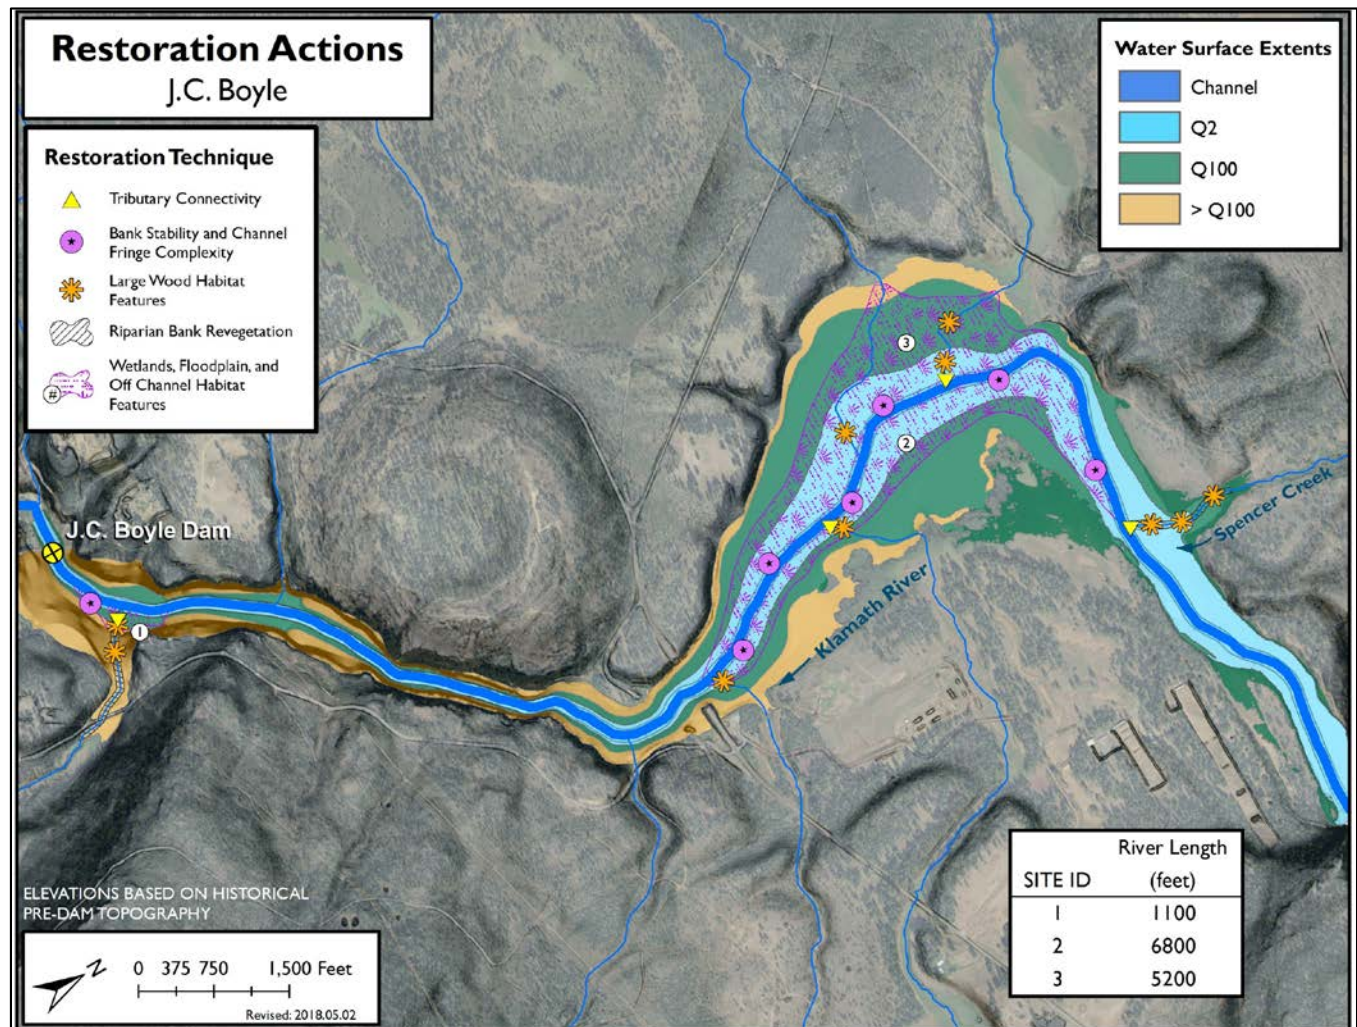 Restoration Actions
J.C. Boyle
Restoration Technique
Tributary Connectivity
Bank Stability and Channel
Fringe Complexity
Large Wood Habitat
Features
Riparian Bank Revegetation
Wetlands, Floodplain, and
Off Channel Habitat
Features
#
Water Surface Extents
Channel
Q2
Q100
> Q100
3
2
Spencer Creek
J.C. Boyle Dam
1
Klamath River
ELEVATIONS BASED ON HISTORICAL
PRE-DAM TOPOGRAPHY
N
0 375 750 1,500 Feet
Revised: 2018.05.02
River Length
SITE ID (feet)
1 1100
2 6800
3 5200